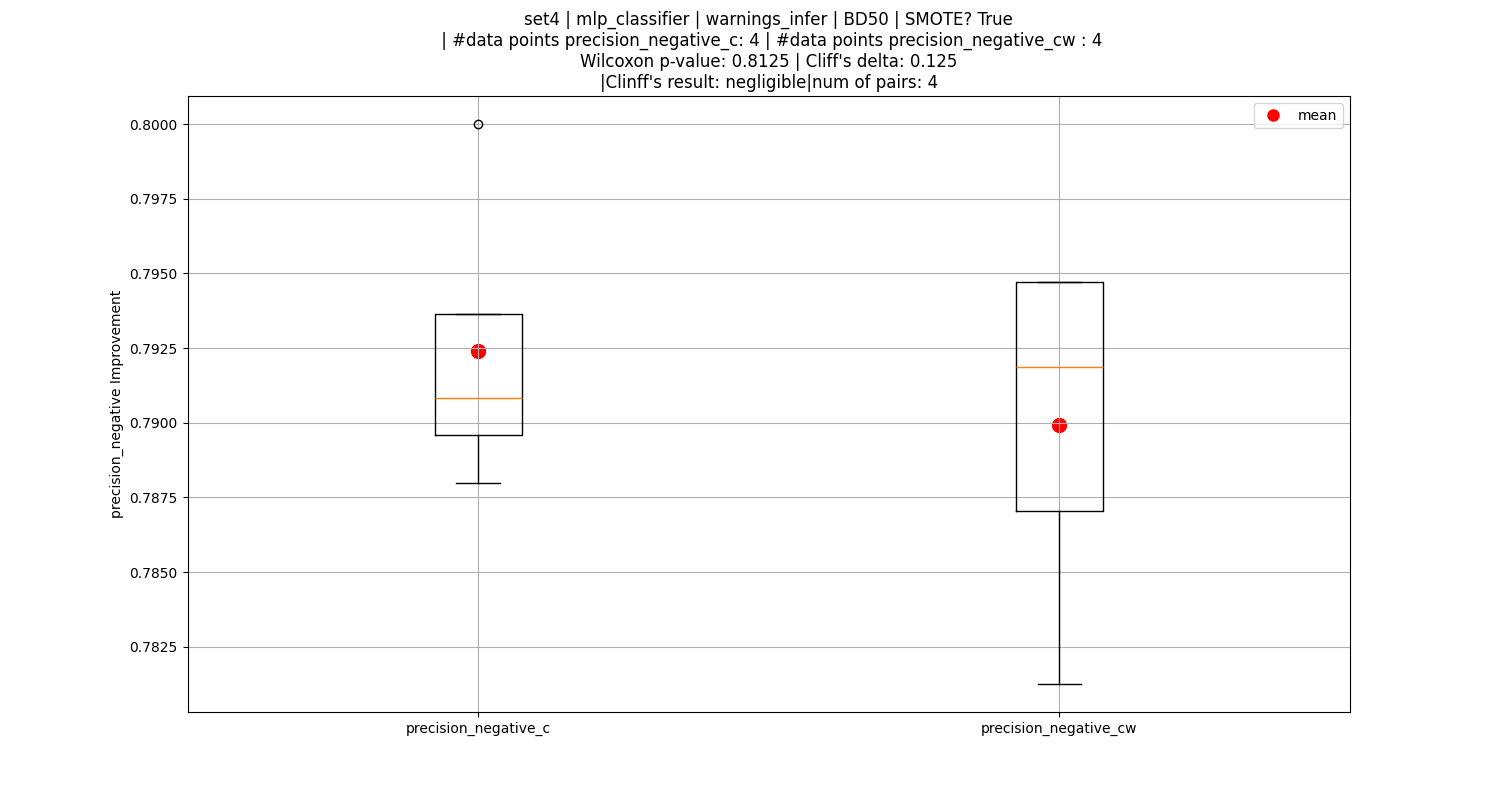 set4 | mlp_classifier | warnings_infer | BD50 | SMOTE? True
| #data points precision_negative_c: 4 | #data points precision_negative_cw : 4
Wilcoxon p-value: 0.8125 | Cliff's delta: 0.125
|Clinff's result: negligible|num of pairs: 4
mean
0.8000
0.7975
0.7950
0.7925
0.7900
0.7875
0.7850
0.7825
precision_negative Improvement
precision_negative_c
precision_negative_cw